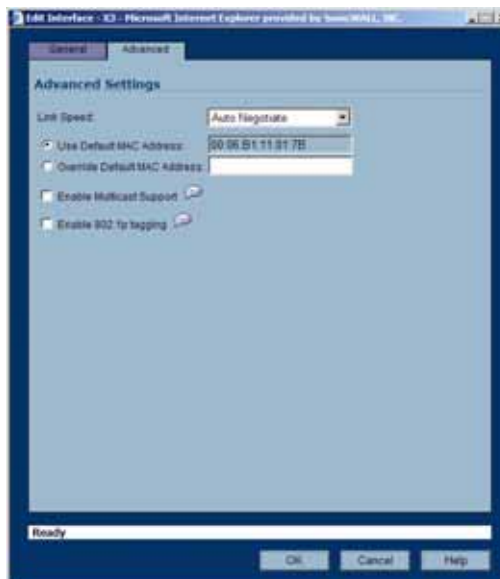 Edit Interface - X3 - Microsoft Internet Explorer provided by SonicWALL, INC.
General
Advanced
Advanced Settings
Link Speed:
Auto Negotiate
Use Default MAC Address:
00:06:B1:11:01:7B
Override Default MAC Address:
Enable Multicast Support
Enable 802.1p tagging
Ready
OK
Cancel
Help